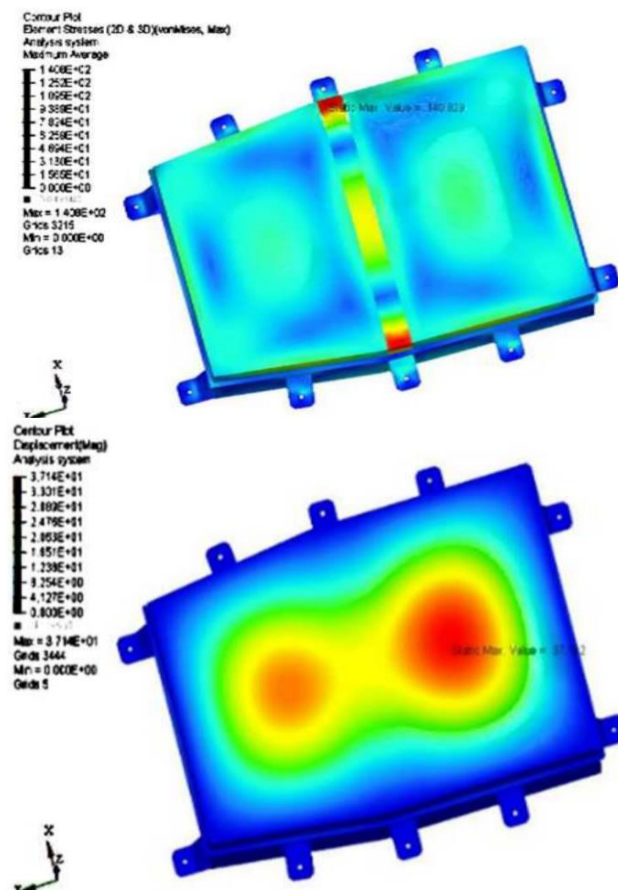 Contour Plot
Element Stresses (2D & 3D)(vonMises, Max)
Analysis system
Maximum Average
1.408E+02
1.252E+02
1.095E+02
9.389E+01
7.824E+01
6.259E+01
4.694E+01
3.130E+01
1.565E+01
0.000E+00
Max = 1.408E+02
Grids 3215
Min = 0.000E+00
Grids 13
Static Max. Value = 140.829
X
Z
Contour Plot
Displacement(Mag)
Analysis system
3.714E+01
3.301E+01
2.889E+01
2.476E+01
2.063E+01
1.651E+01
1.238E+01
8.254E+00
4.127E+00
0.000E+00
Max = 3.714E+01
Grids 3444
Min = 0.000E+00
Grids 5
Static Max. Value =
X
Z